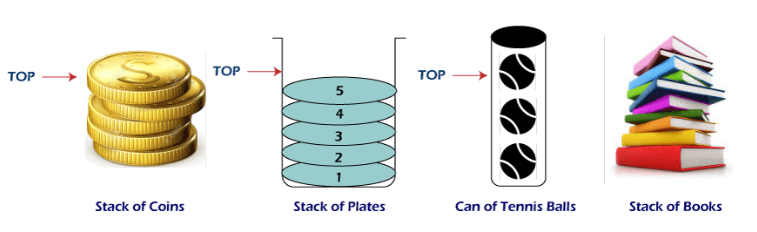 TOP
TOP
TOP
S
5
4
3
2
1
Stack of Coins
Stack of Plates
Can of Tennis Balls
Stack of Books